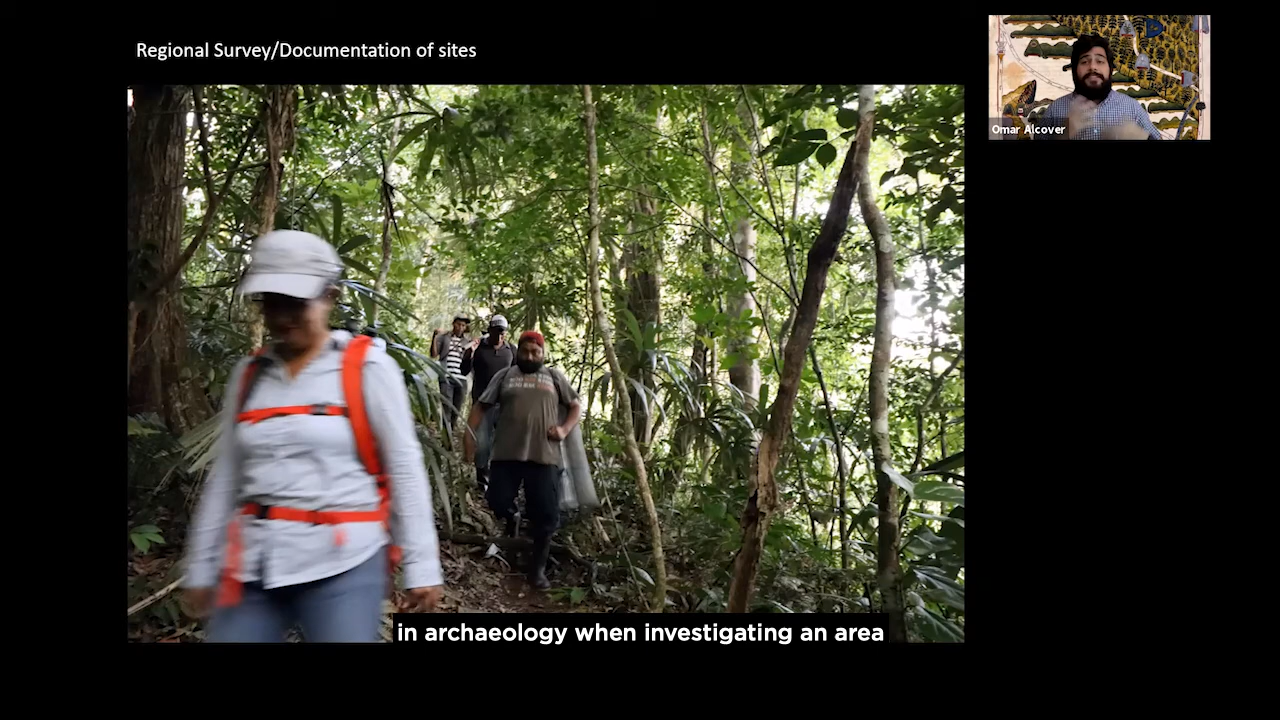 Regional Survey/Documentation of sites
Omar Alcover
in archaeology when investigating an area